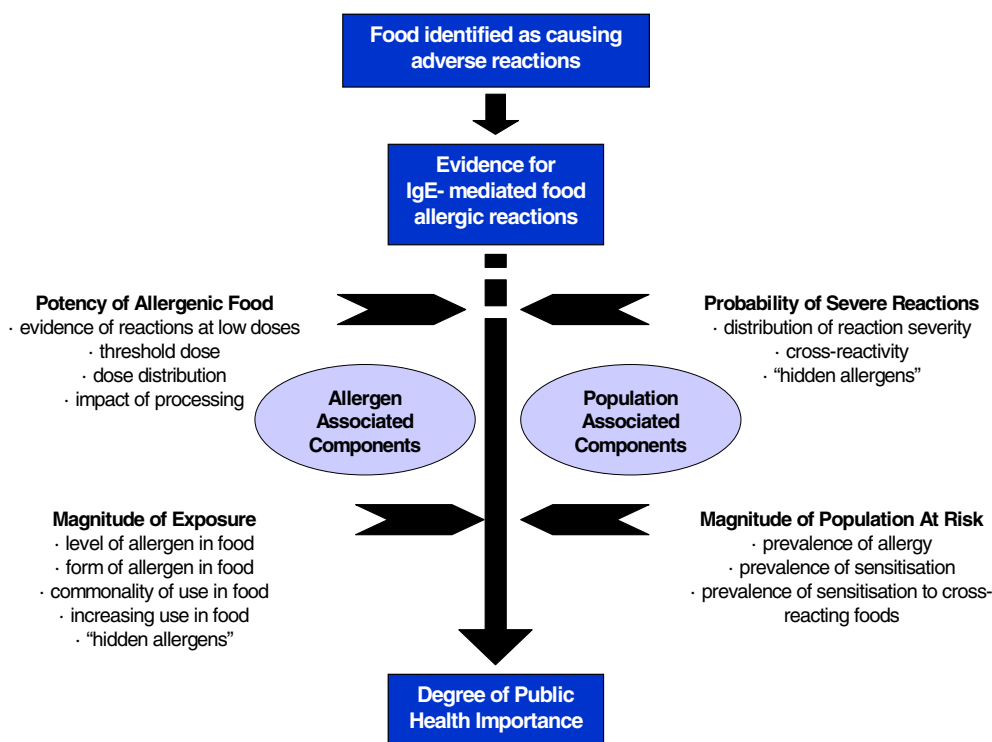 Food identified as causing
adverse reactions
Evidence for
IgE- mediated food
allergic reactions
Potency of Allergenic Food
· evidence of reactions at low doses
· threshold dose
· dose distribution
· impact of processing
Probability of Severe Reactions
· distribution of reaction severity
· cross-reactivity
· “hidden allergens”
Allergen
Associated
Components
Population
Associated
Components
Magnitude of Exposure
· level of allergen in food
· form of allergen in food
· commonality of use in food
· increasing use in food
· “hidden allergens”
Magnitude of Population At Risk
· prevalence of allergy
· prevalence of sensitisation
· prevalence of sensitisation to cross-
reacting foods
Degree of Public
Health Importance